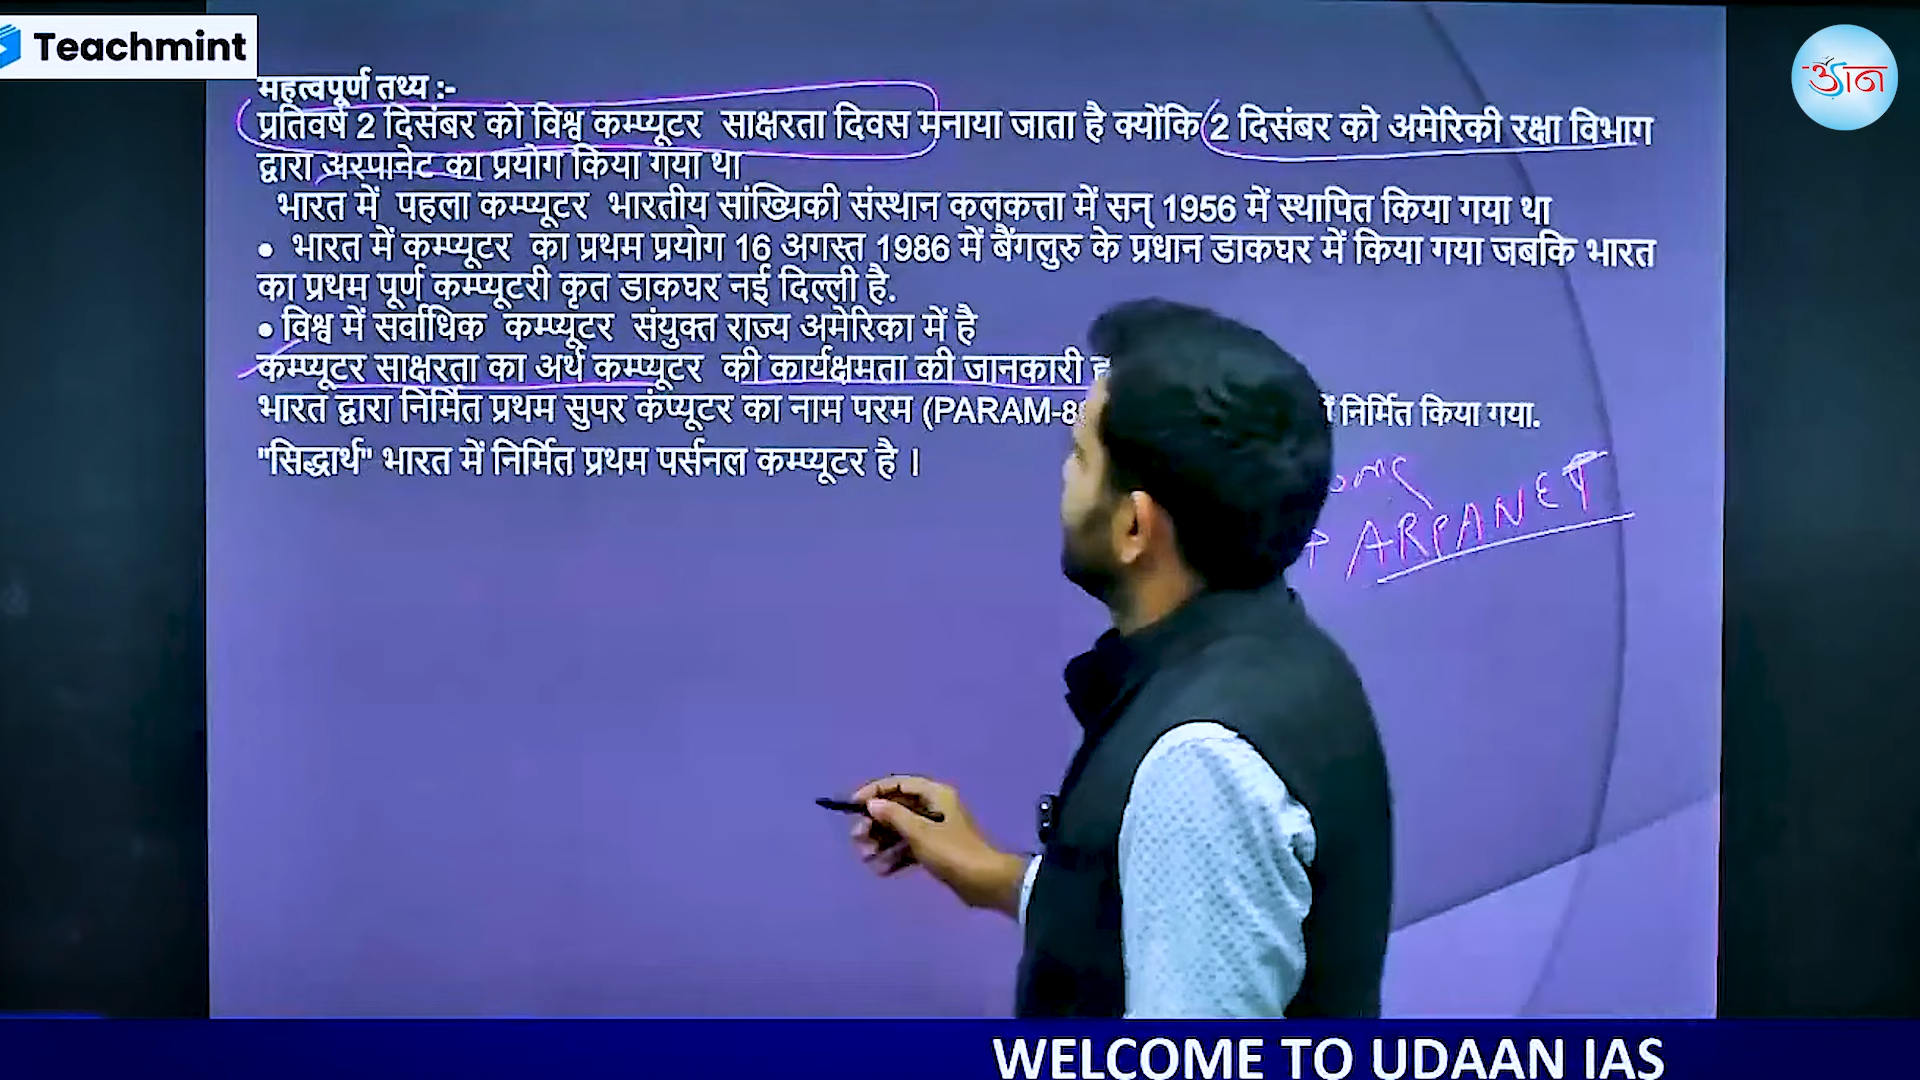 Teachmint
उड़ान
महत्वपूर्ण तथ्य :-
प्रतिवर्ष 2 दिसंबर को विश्व कम्प्यूटर साक्षरता दिवस मनाया जाता है क्योंकि 2 दिसंबर को अमेरिकी रक्षा विभाग
द्वारा अरपानेट का प्रयोग किया गया था
भारत में पहला कम्प्यूटर भारतीय सांख्यिकी संस्थान कलकत्ता में सन् 1956 में स्थापित किया गया था
• भारत में कम्प्यूटर का प्रथम प्रयोग 16 अगस्त 1986 में बैंगलुरु के प्रधान डाकघर में किया गया जबकि भारत
का प्रथम पूर्ण कम्प्यूटरी कृत डाकघर नई दिल्ली है.
• विश्व में सर्वाधिक कम्प्यूटर संयुक्त राज्य अमेरिका में है
कम्प्यूटर साक्षरता का अर्थ कम्प्यूटर की कार्यक्षमता की जानकारी
भारत द्वारा निर्मित प्रथम सुपर कंप्यूटर का नाम परम निर्मित किया गया.
"सिद्धार्थ" भारत में निर्मित प्रथम पर्सनल कम्प्यूटर है ।
ARPANET
WELCOME TO UDAAN IAS